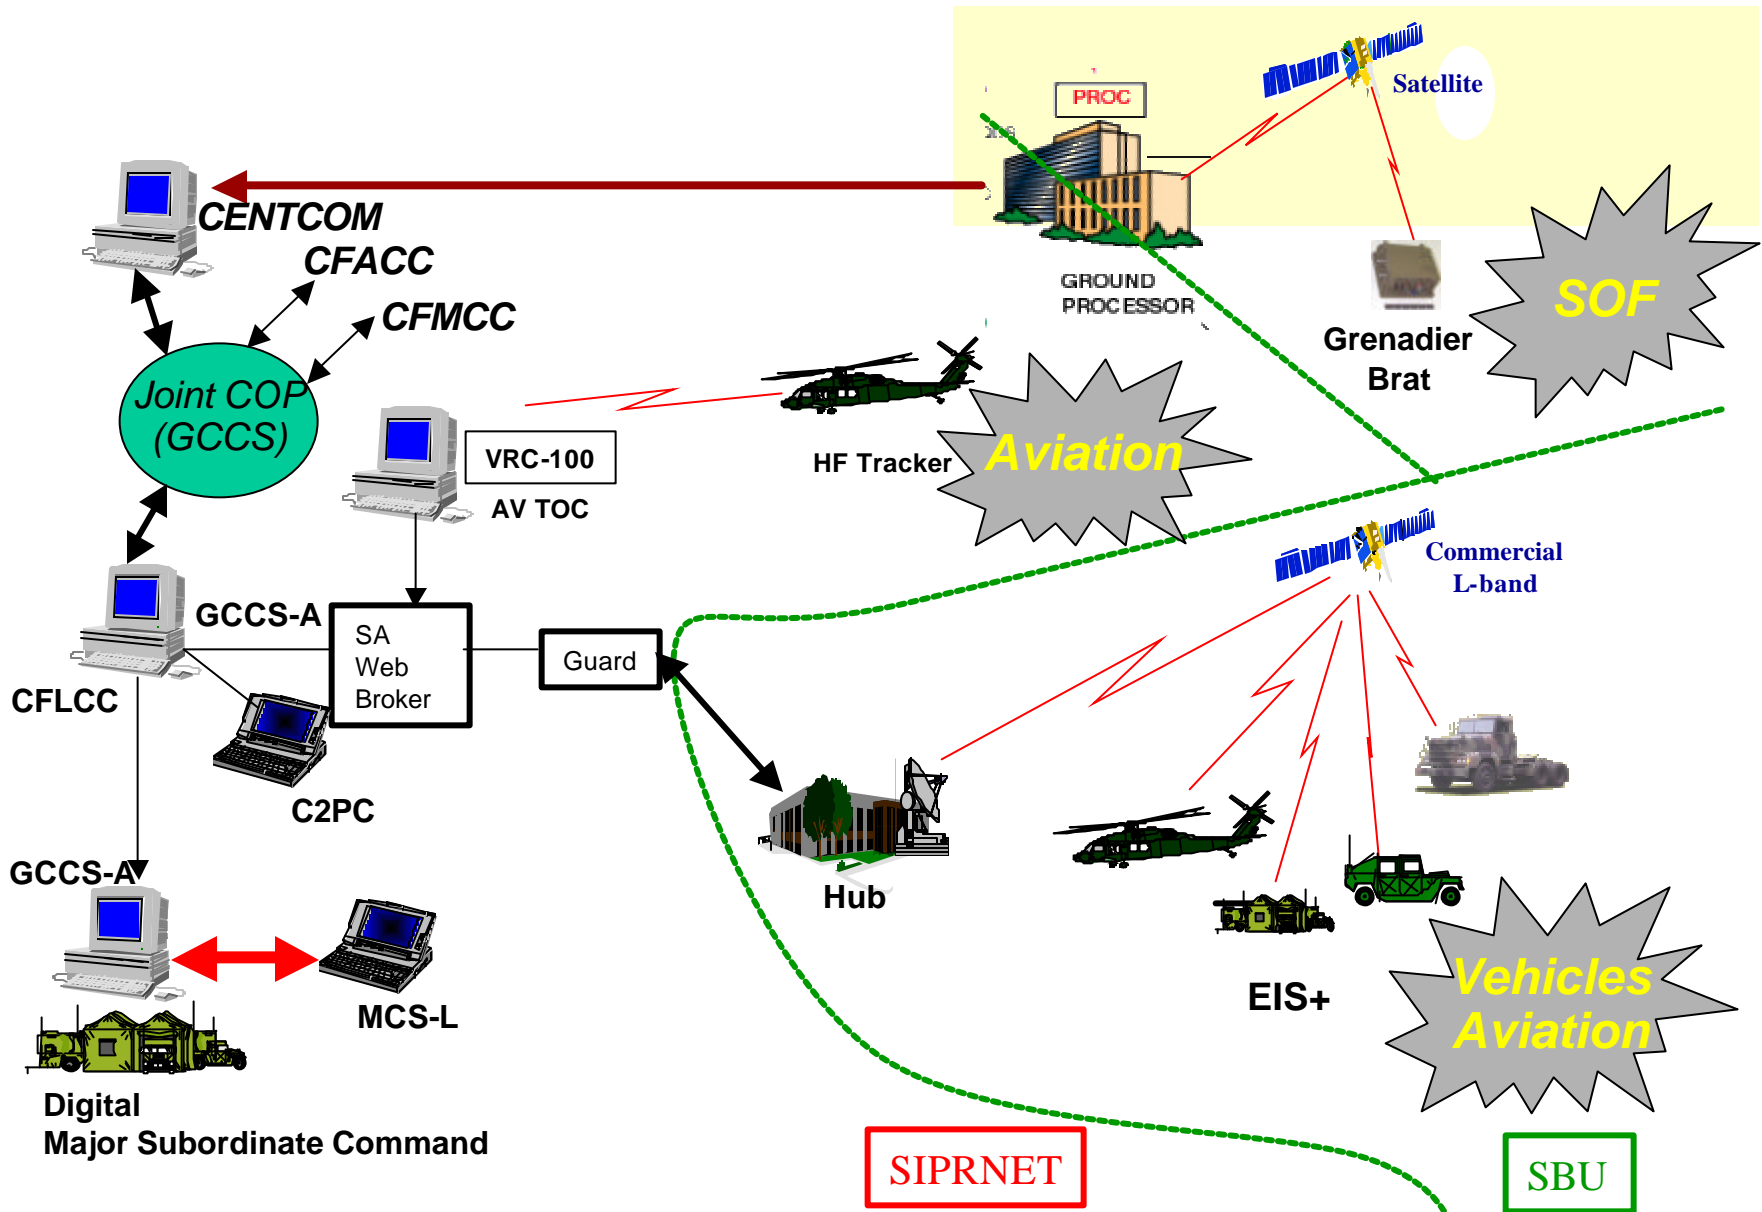 PROC
Satellite
CENTCOM
CFACC
CFMCC
GROUND
PROCESSOR
SOF
Grenadier
Brat
Joint COP
(GCCS)
VRC-100
AV TOC
HF Tracker
Aviation
Commercial
L-band
GCCS-A
SA
Web
Broker
Guard
CFLCC
C2PC
GCCS-A
Hub
MCS-L
EIS+
Vehicles
Aviation
Digital
Major Subordinate Command
SIPRNET
SBU